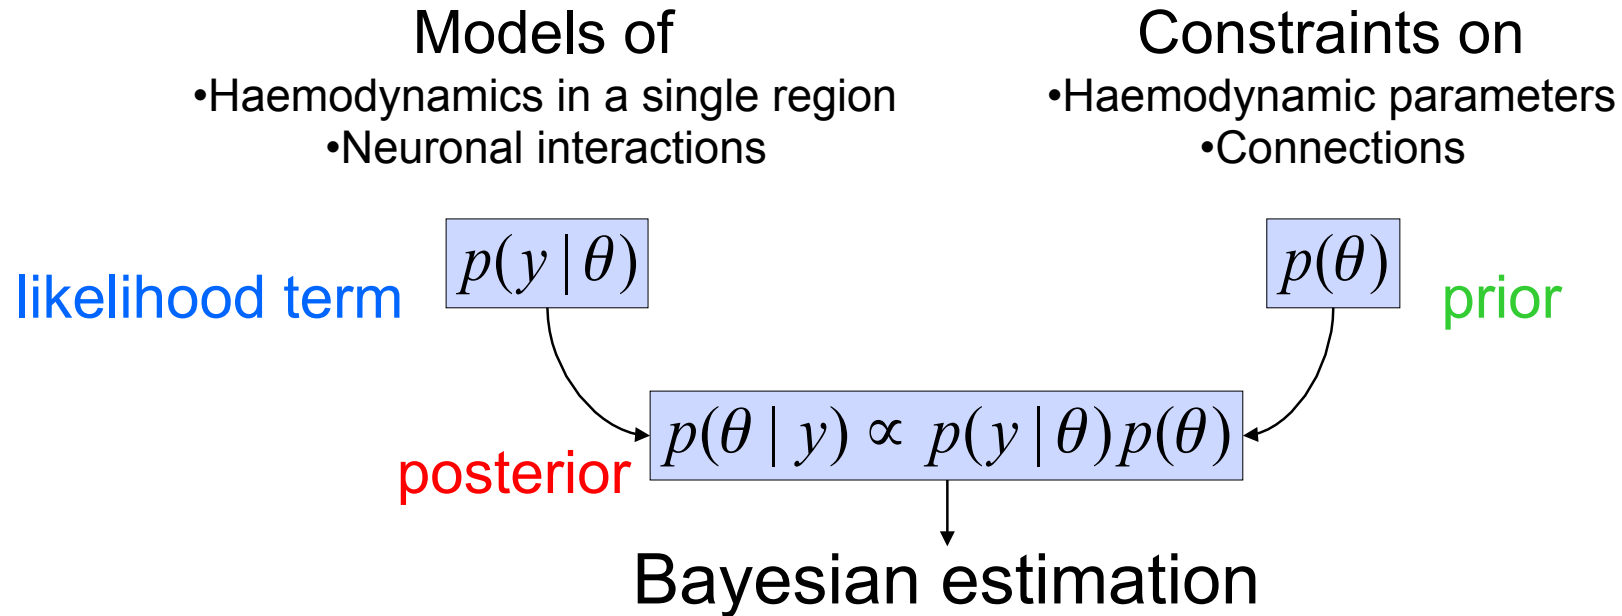 Models of
•Haemodynamics in a single region
•Neuronal interactions
Constraints on
•Haemodynamic parameters
•Connections
likelihood term
p(y | θ)
p(θ)
prior
posterior
p(θ | y) ∝ p(y | θ)p(θ)
Bayesian estimation